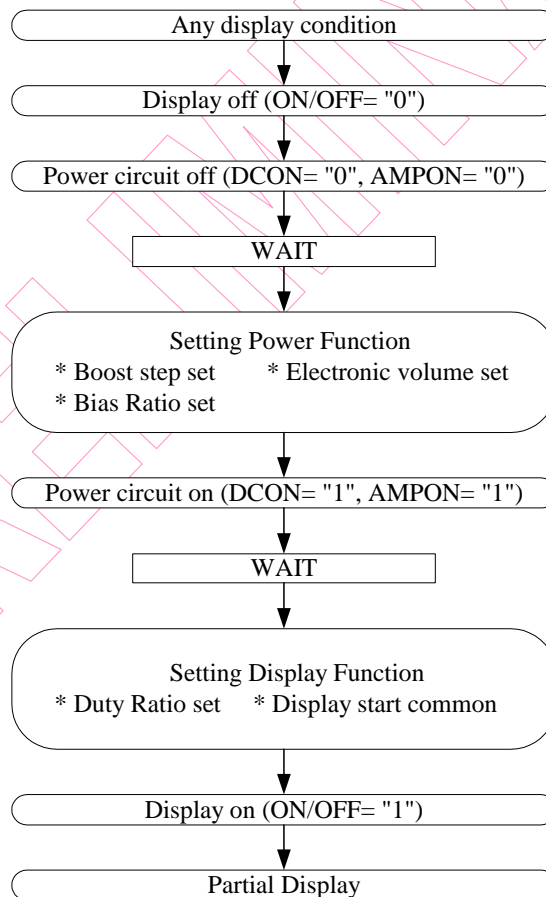 Any display condition
Display off (ON/OFF= "0")
Power circuit off (DCON= "0", AMPON= "0")
WAIT
Setting Power Function
* Boost step set * Electronic volume set
* Bias Ratio set
Power circuit on (DCON= "1", AMPON= "1")
WAIT
Setting Display Function
* Duty Ratio set * Display start common
Display on (ON/OFF= "1")
Partial Display